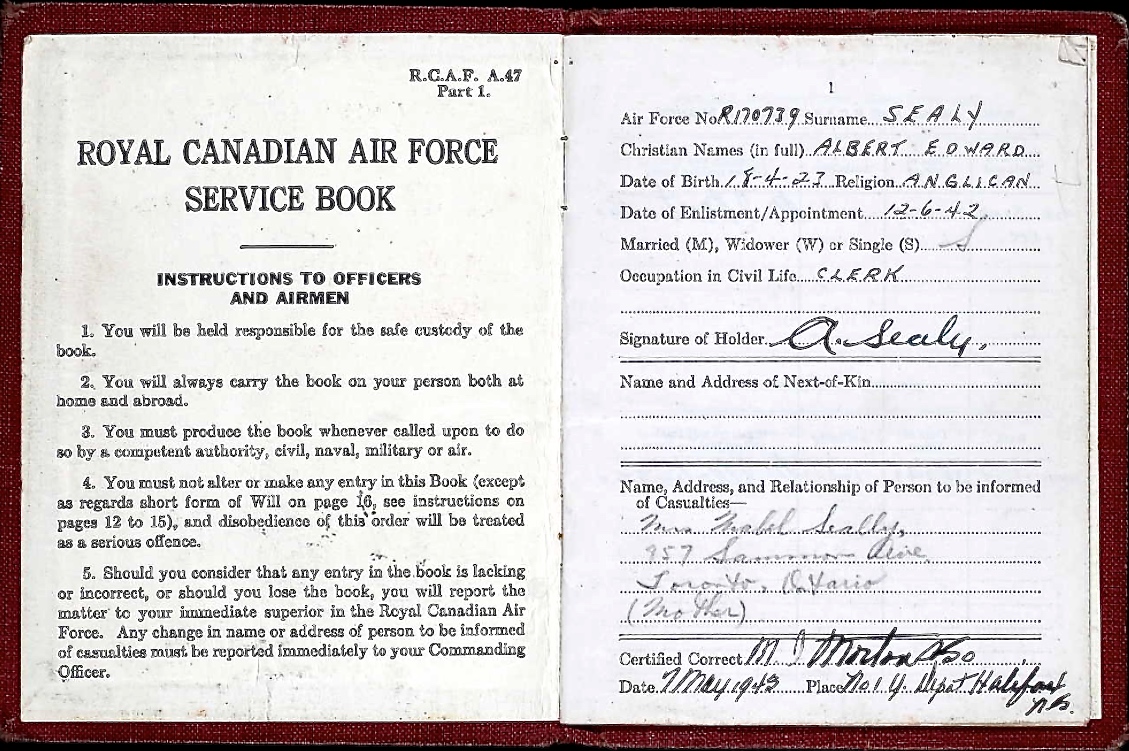 R.C.A.F. A.47
Part 1.
ROYAL CANADIAN AIR FORCE
SERVICE BOOK
INSTRUCTIONS TO OFFICERS
AND AIRMEN
1. You will be held responsible for the safe custody of the
book.
2. You will always carry the book on your person both at
home and abroad.
3. You must produce the book whenever called upon to do
so by a competent authority, civil, naval, military or air.
4. You must not alter or make any entry in this Book (except
as regards short form of Will on page 16, see instructions on
pages 12 to 15), and disobedience of this order will be treated
as a serious offence.
5. Should you consider that any entry in the book is lacking
or incorrect, or should you lose the book, you will report the
matter to your immediate superior in the Royal Canadian Air
Force. Any change in name or address of person to be informed
of casualties must be reported immediately to your Commanding
Officer.
1
Air Force No R170739 Surname SEALY
Christian Names (in full) ALBERT EDWARD
Date of Birth 18-4-23 Religion ANGLICAN
Date of Enlistment/Appointment 12-6-42
Married (M), Widower (W) or Single (S) S
Occupation in Civil Life CLERK
Signature of Holder A. Sealy.
Name and Address of Next-of-Kin
Name, Address, and Relationship of Person to be informed
of Casualties—
Mrs Mabel Sealy,
357 Sammon Ave
Toronto, Ontario
(Mother)
Certified Correct M Morton
Date 7 May 1943 Place No 1 Y. Depot Halifax
N.S.